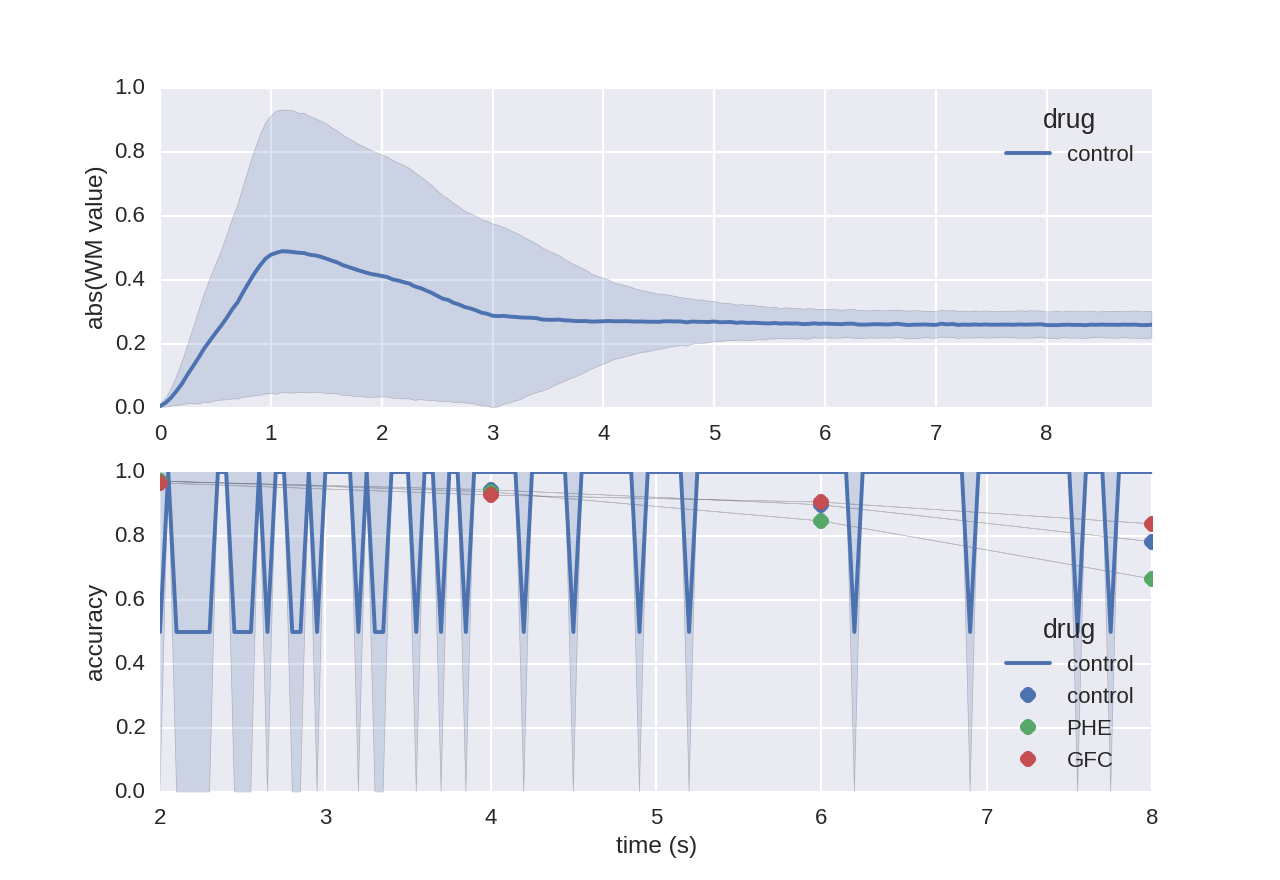 1.0
0.8
0.6
0.4
0.2
0.0
abs(WM value)
drug
control
0 1 2 3 4 5 6 7 8
1.0
0.8
0.6
0.4
0.2
0.0
accuracy
drug
control
control
PHE
GFC
2 3 4 5 6 7 8
time (s)